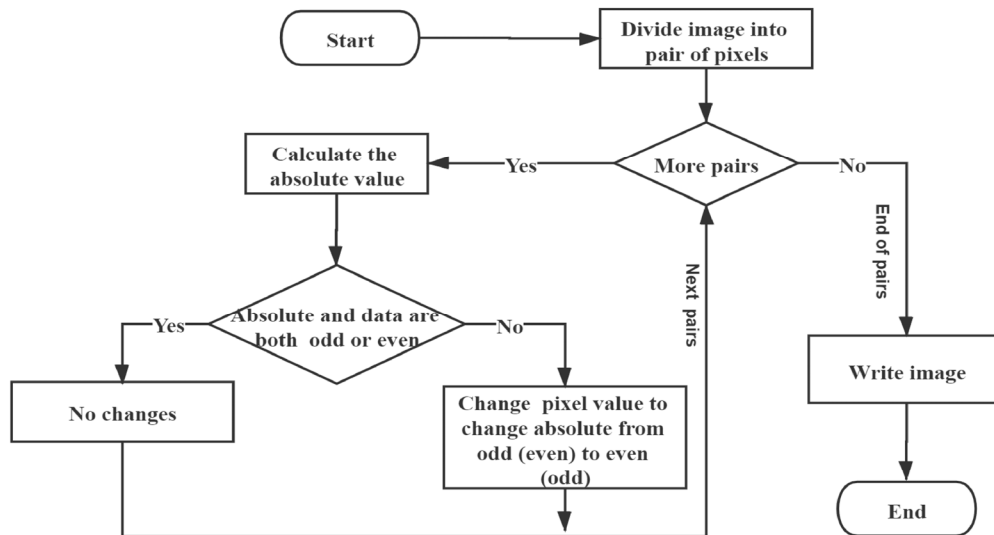 Start
Divide image into
pair of pixels
More pairs
Yes
No
Calculate the
absolute value
End of pairs
Next pairs
Absolute and data are
both odd or even
Yes
No
No changes
Change pixel value to
change absolute from
odd (even) to even
(odd)
Write image
End